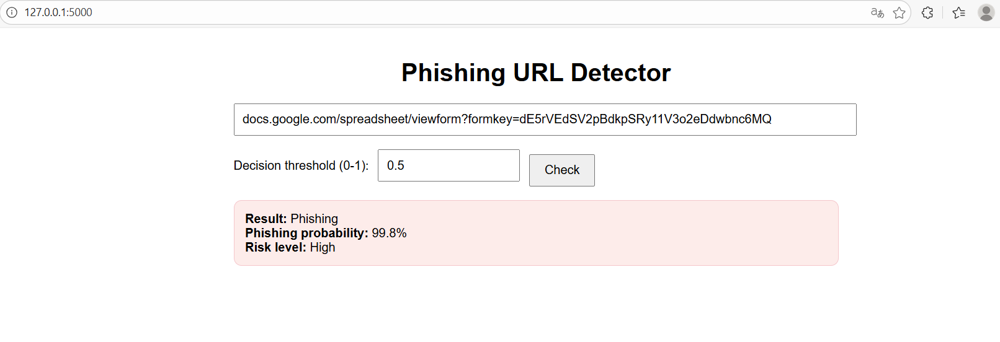 127.0.0.1:5000
Phishing URL Detector
docs.google.com/spreadsheet/viewform?formkey=dE5rVEdSV2pBdkpSRy11V3o2eDdwbnc6MQ
Decision threshold (0-1): 0.5 Check
Result: Phishing
Phishing probability: 99.8%
Risk level: High